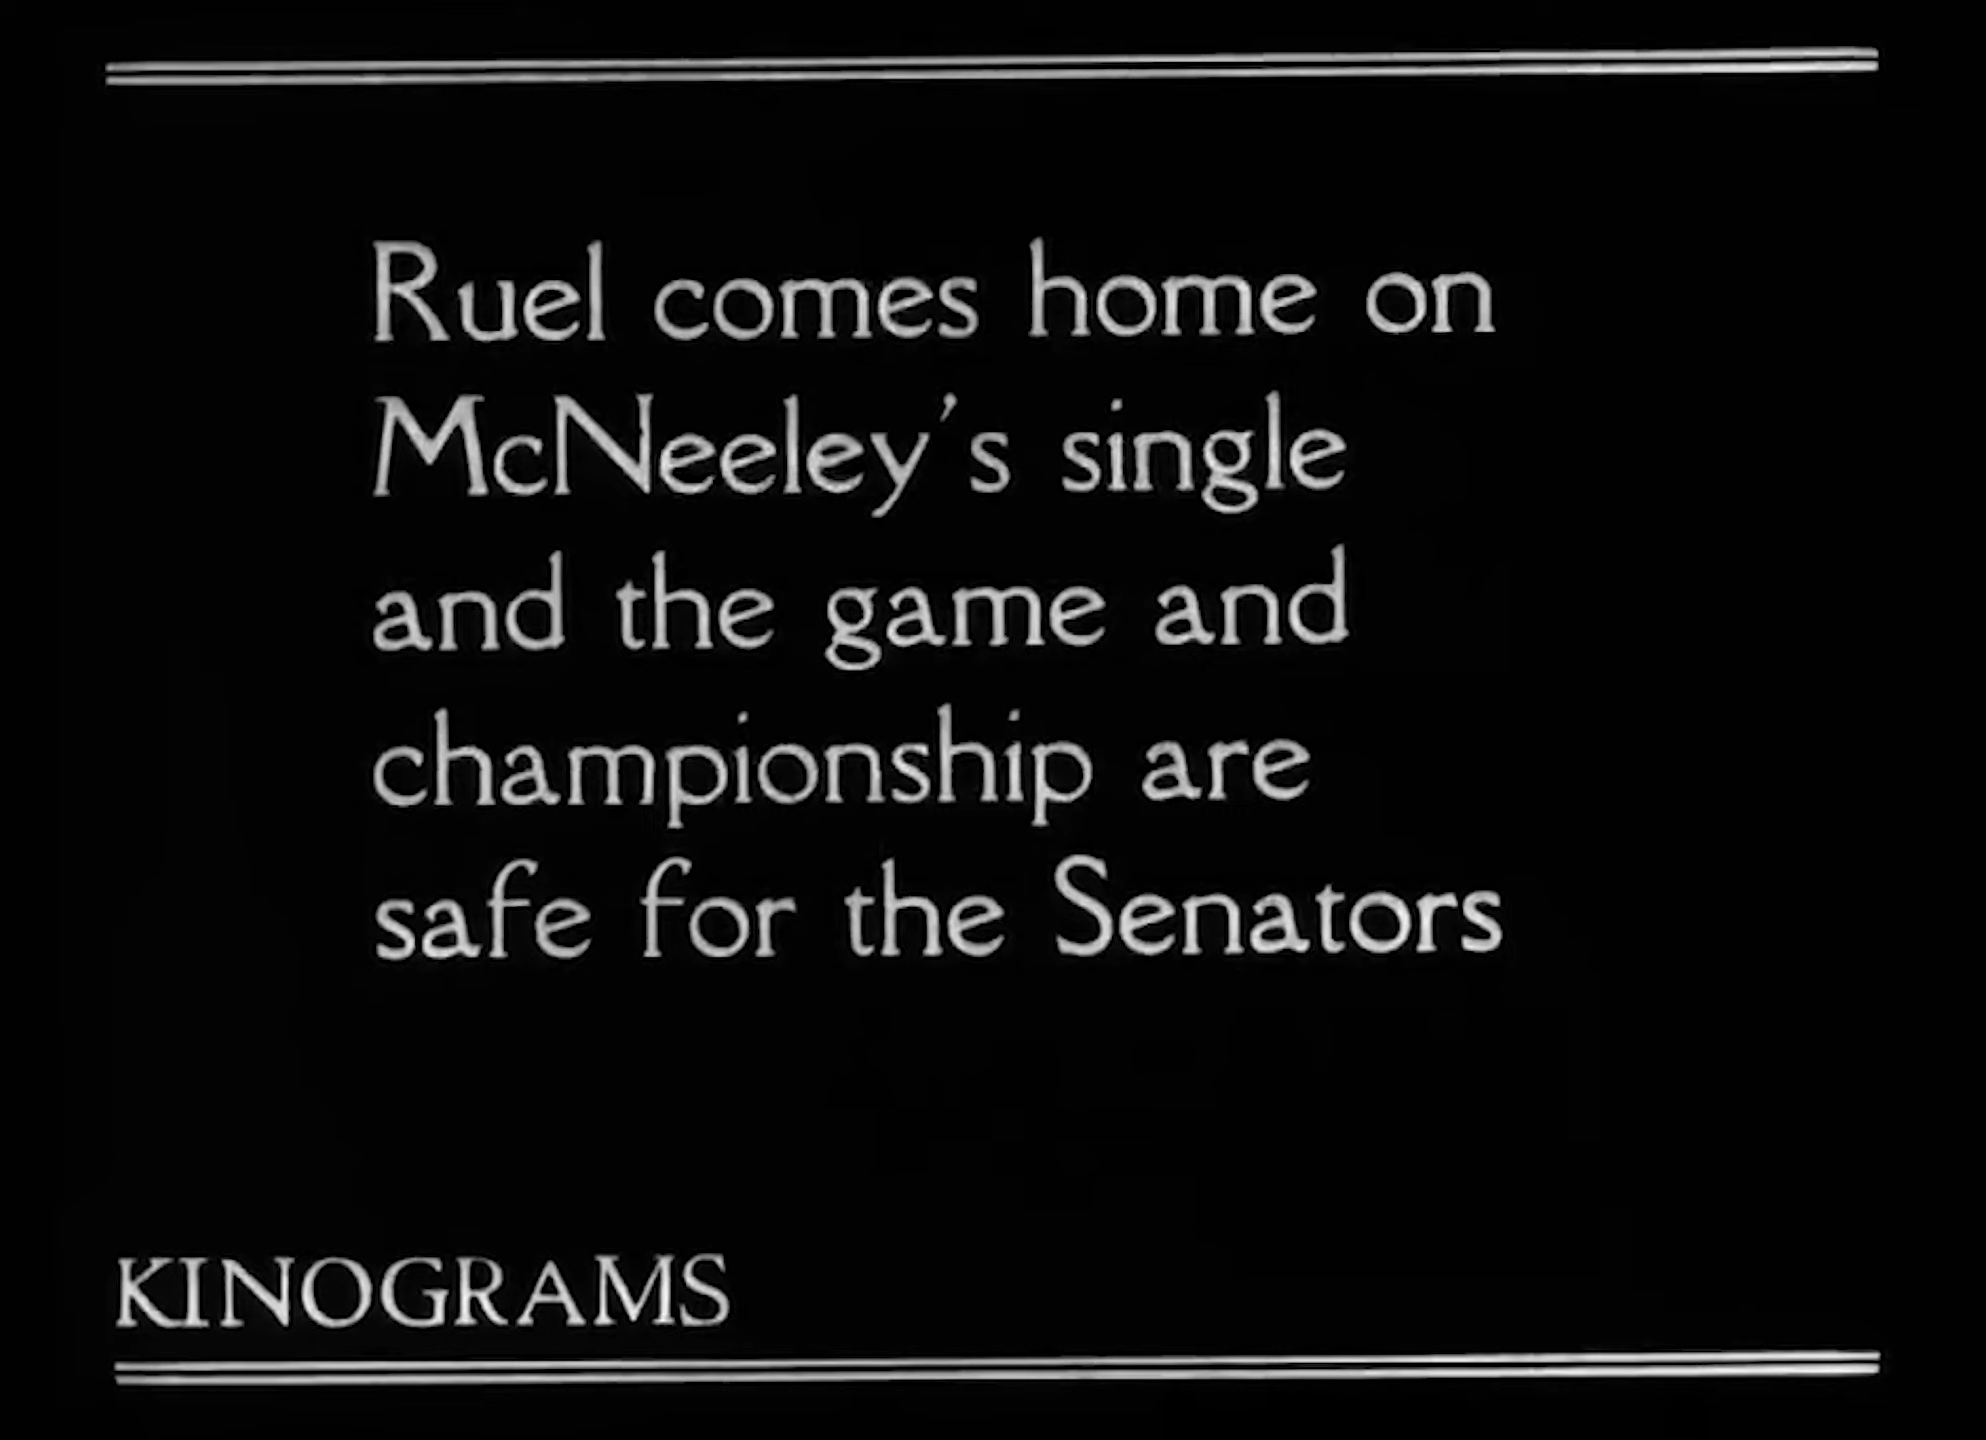 Ruel comes home on
McNeeley's single
and the game and
championship are
safe for the Senators
KINOGRAMS